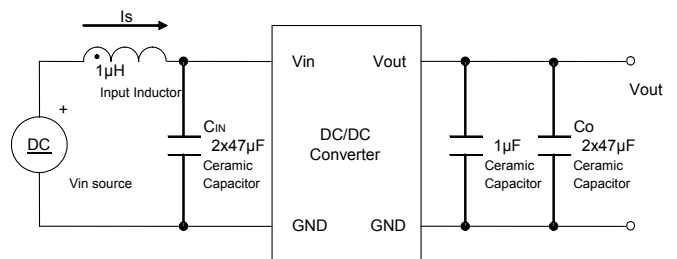 Is
1µH
Input Inductor
+
DC
Vin source
CIN
2x47µF
Ceramic
Capacitor
Vin
Vout
DC/DC
Converter
GND
GND
1µF
Ceramic
Capacitor
Co
2x47µF
Ceramic
Capacitor
Vout